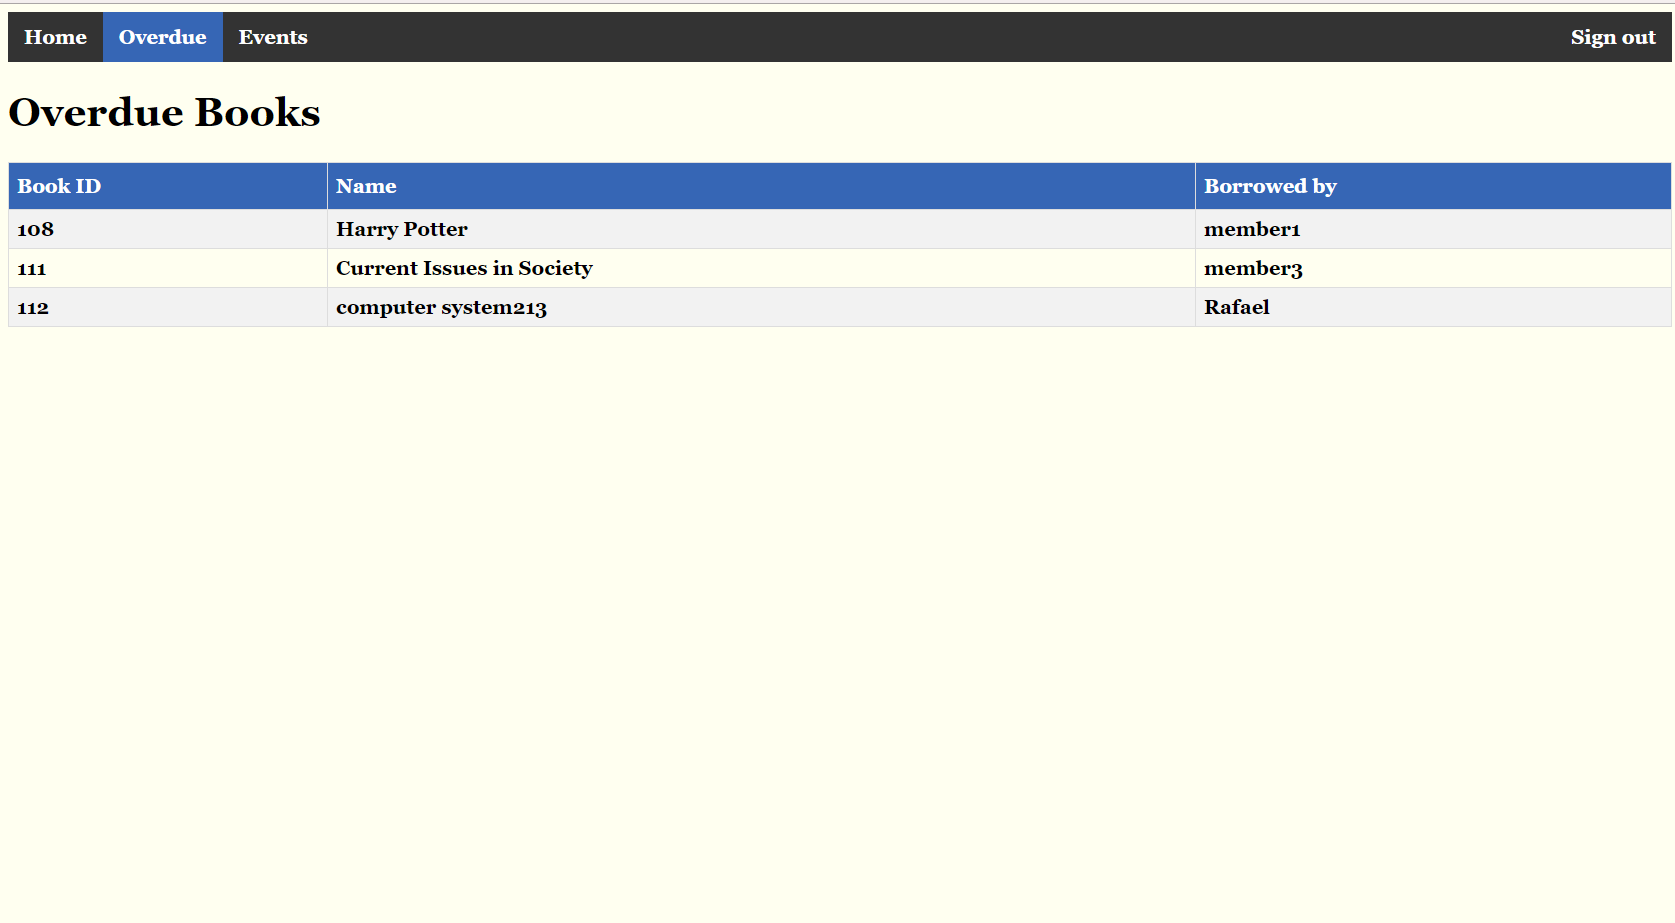 Home Overdue Events Sign out
Overdue Books
Book ID Name Borrowed by
108 Harry Potter member1
111 Current Issues in Society member3
112 computer system213 Rafael